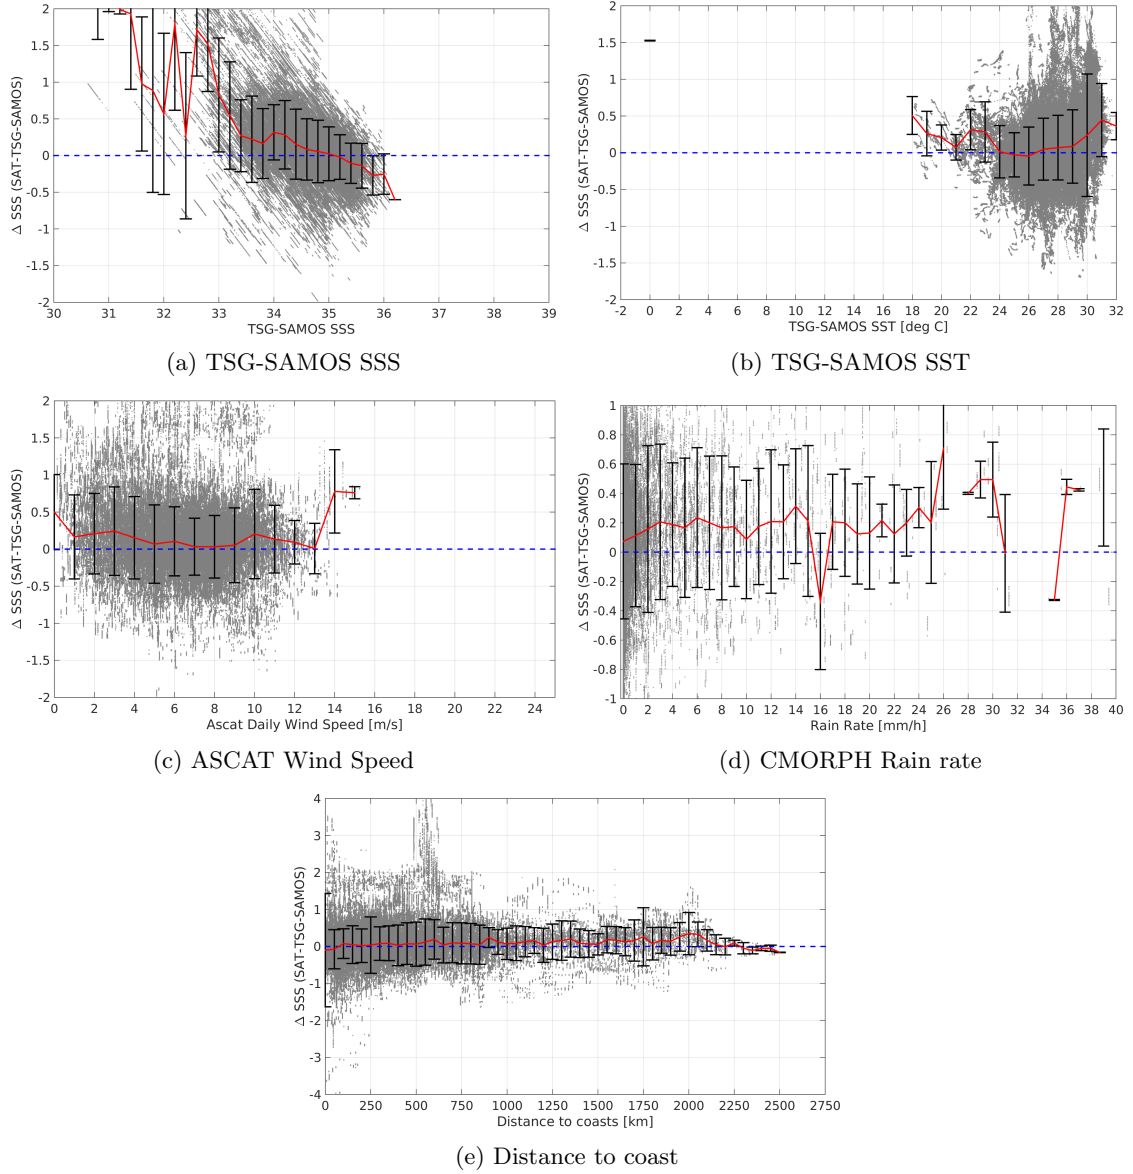 2
1.5
1
0.5
0
-0.5
-1
-1.5
-2
Δ SSS (SAT-TSG-SAMOS)
30 31 32 33 34 35 36 37 38 39
TSG-SAMOS SSS
(a) TSG-SAMOS SSS
2
1.5
1
0.5
0
-0.5
-1
-1.5
-2
Δ SSS (SAT-TSG-SAMOS)
-2 0 2 4 6 8 10 12 14 16 18 20 22 24 26 28 30 32
TSG-SAMOS SST [deg C]
(b) TSG-SAMOS SST
2
1.5
1
0.5
0
-0.5
-1
-1.5
-2
Δ SSS (SAT-TSG-SAMOS)
0 2 4 6 8 10 12 14 16 18 20 22 24
Ascat Daily Wind Speed [m/s]
(c) ASCAT Wind Speed
1
0.8
0.6
0.4
0.2
0
-0.2
-0.4
-0.6
-0.8
-1
Δ SSS (SAT-TSG-SAMOS)
0 2 4 6 8 10 12 14 16 18 20 22 24 26 28 30 32 34 36 38 40
Rain Rate [mm/h]
(d) CMORPH Rain rate
4
3
2
1
0
-1
-2
-3
-4
Δ SSS (SAT-TSG-SAMOS)
0 250 500 750 1000 1250 1500 1750 2000 2250 2500 2750
Distance to coasts [km]
(e) Distance to coast